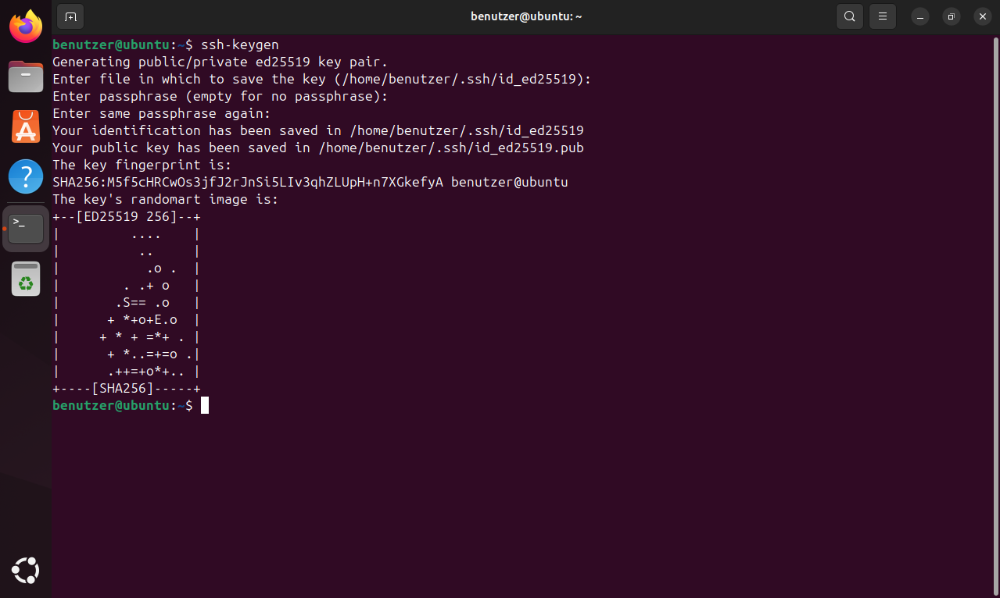 benutzer@ubuntu: ~
benutzer@ubuntu:~$ ssh-keygen
Generating public/private ed25519 key pair.
Enter file in which to save the key (/home/benutzer/.ssh/id_ed25519):
Enter passphrase (empty for no passphrase):
Enter same passphrase again:
Your identification has been saved in /home/benutzer/.ssh/id_ed25519
Your public key has been saved in /home/benutzer/.ssh/id_ed25519.pub
The key fingerprint is:
SHA256:M5f5cHRCwOs3jfJ2rJnSi5LIv3qhZLUpH+n7XGkefyA benutzer@ubuntu
The key's randomart image is:
+--[ED25519 256]--+
|         ....    |
|          ..     |
|           .o .  |
|        . .+ o   |
|       .S== .o   |
|      + *+o+E.o  |
|     + * + =*+ . |
|      + *..=+=o .|
|      .++=+o*+.. |
+----[SHA256]-----+
benutzer@ubuntu:~$